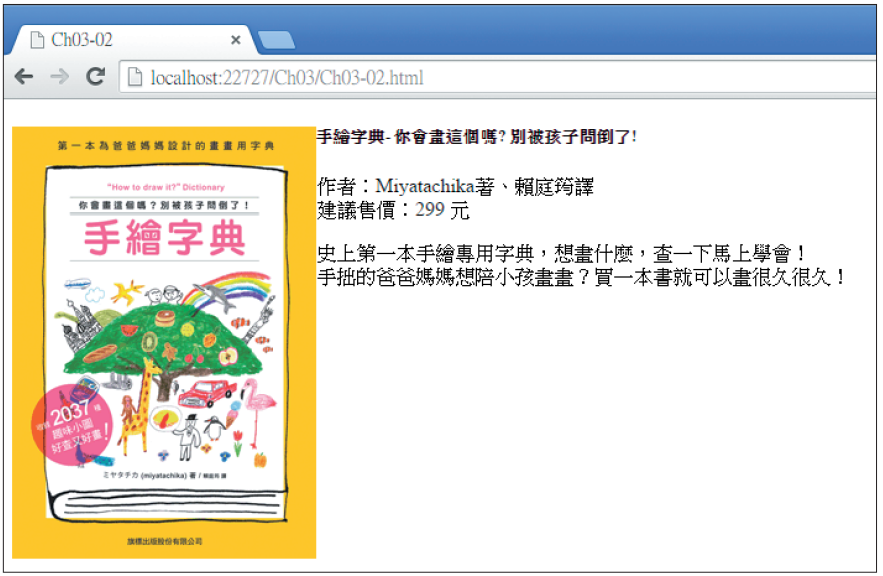 Ch03-02
localhost:22727/Ch03/Ch03-02.html
第一本為爸爸媽媽設計的畫畫用字典
"How to draw it?" Dictionary
你會畫這個嗎?別被孩子問倒了!
手繪字典
收錄 2037 種
趣味小圖
好查又好畫!
ミヤタチカ (miyatachika) 著 / 賴庭筠 譯
旗標出版股份有限公司
手繪字典- 你會畫這個嗎? 別被孩子問倒了!
作者：Miyatachika著、賴庭筠譯
建議售價：299 元
史上第一本手繪專用字典，想畫什麼，查一下馬上學會！
手拙的爸爸媽媽想陪小孩畫畫？買一本書就可以畫很久很久！